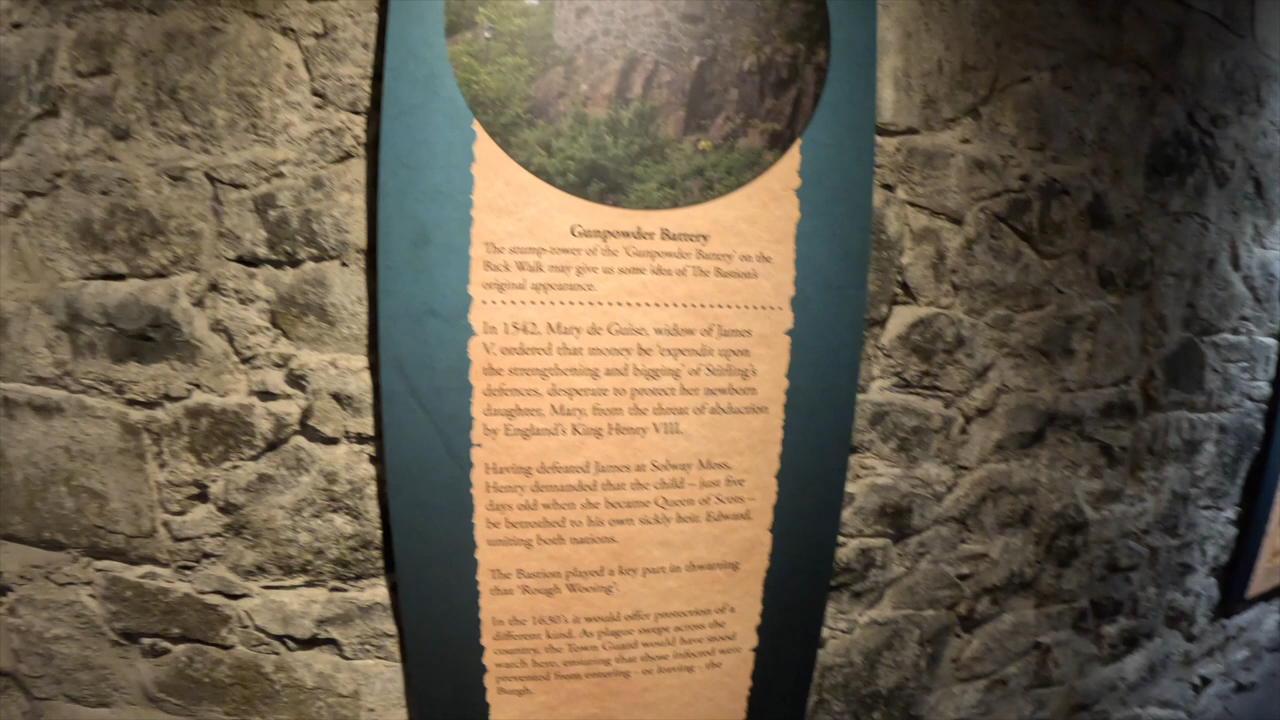 Gunpowder Battery
The stump-tower of the 'Gunpowder Battery' on the
Back Walk may give us some idea of The Bastion's
original appearance.
In 1542, Mary de Guise, widow of James
V, ordered that money be 'expendit upon
the strengthening and bigging' of Stirling's
defences, desperate to protect her newborn
daughter, Mary, from the threat of abduction
by England's King Henry VIII.
Having defeated James at Solway Moss,
Henry demanded that the child – just five
days old when she became Queen of Scots –
be betrothed to his own sickly heir, Edward,
uniting both nations.
The Bastion played a key part in thwarting
that 'Rough Wooing'.
In the 1630's it would offer protection of a
different kind. As plague swept across the
country, the Town Guard would have stood
watch here, ensuring that those infected were
prevented from entering - or leaving - the
Burgh.